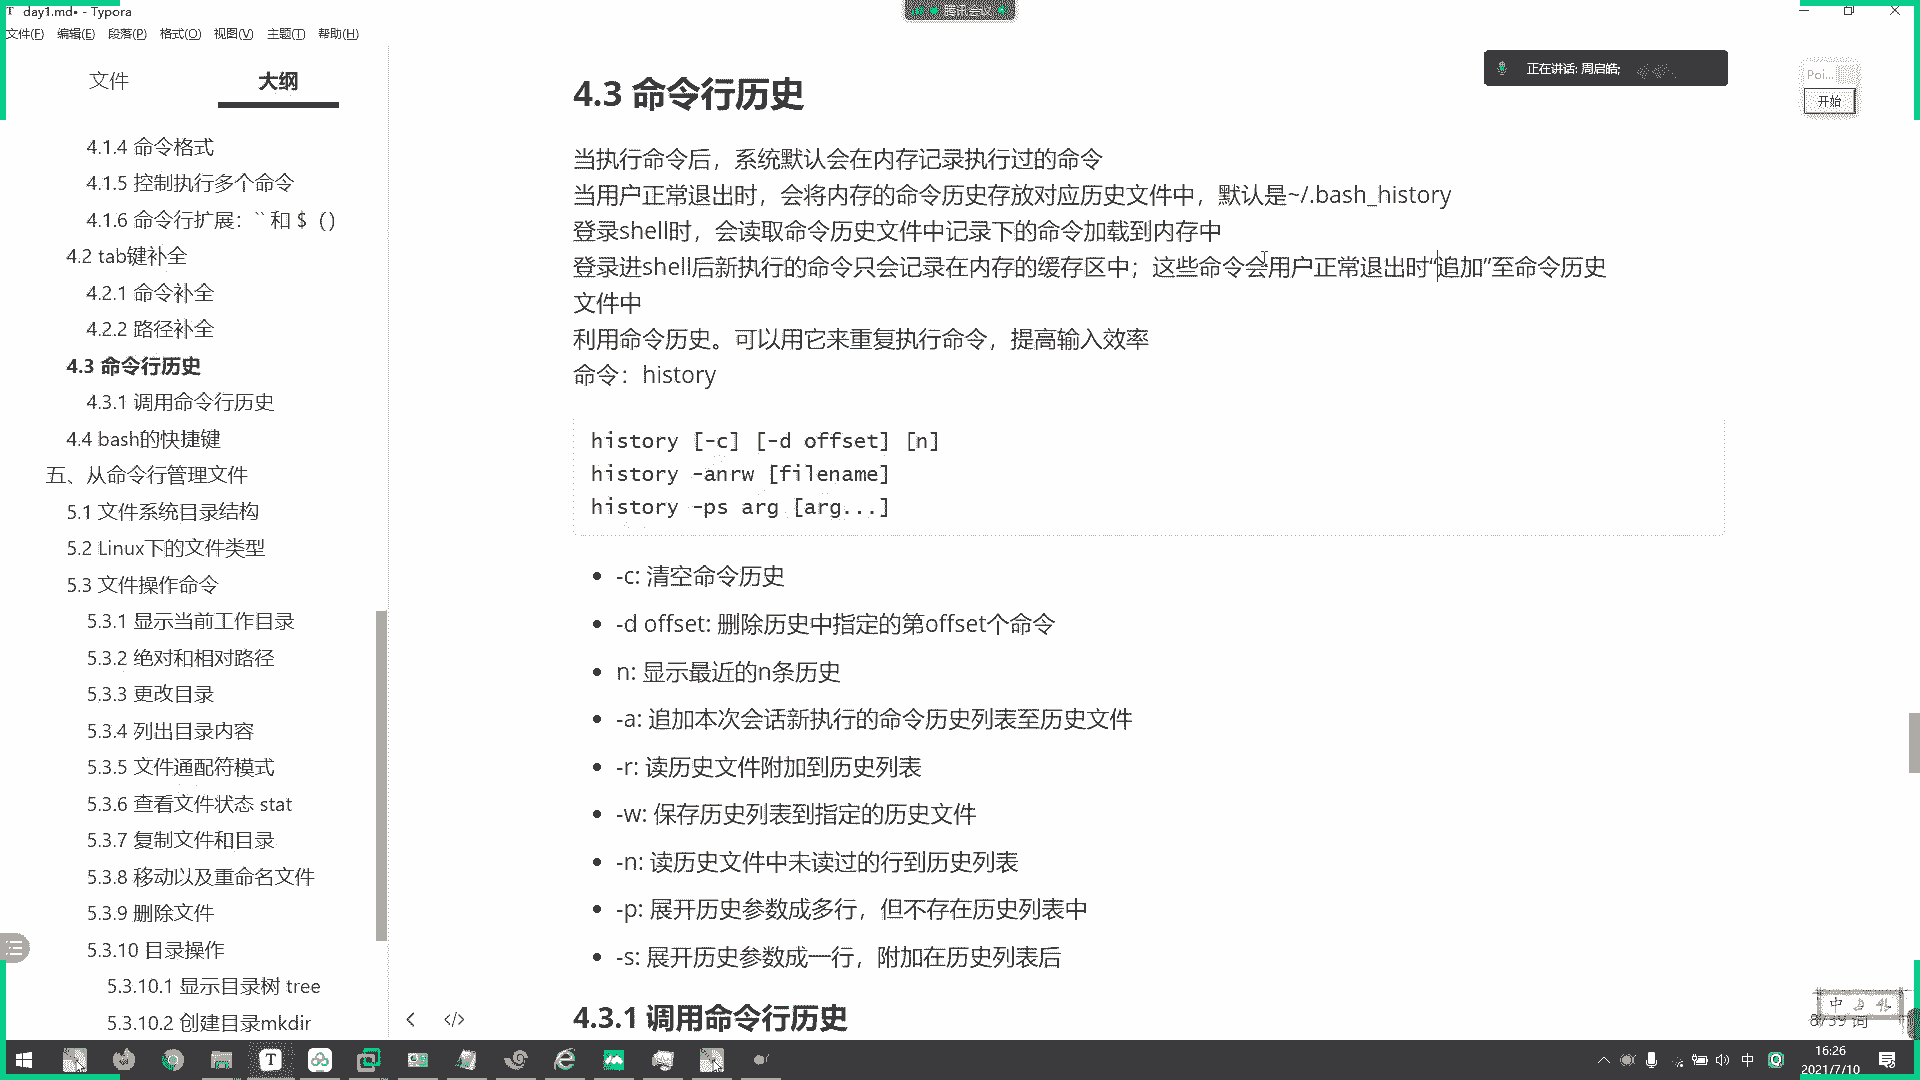 day1.md• - Typora
腾讯会议
文件(F) 编辑(E) 段落(P) 格式(O) 视图(V) 主题(T) 帮助(H)
文件 大纲
4.1.4 命令格式
4.1.5 控制执行多个命令
4.1.6 命令行扩展：`` 和 $（）
4.2 tab键补全
4.2.1 命令补全
4.2.2 路径补全
4.3 命令行历史
4.3.1 调用命令行历史
4.4 bash的快捷键
五、从命令行管理文件
5.1 文件系统目录结构
5.2 Linux下的文件类型
5.3 文件操作命令
5.3.1 显示当前工作目录
5.3.2 绝对和相对路径
5.3.3 更改目录
5.3.4 列出目录内容
5.3.5 文件通配符模式
5.3.6 查看文件状态 stat
5.3.7 复制文件和目录
5.3.8 移动以及重命名文件
5.3.9 删除文件
5.3.10 目录操作
5.3.10.1 显示目录树 tree
5.3.10.2 创建目录mkdir
正在讲话: 周启皓;
Poi...
开始
4.3 命令行历史
当执行命令后，系统默认会在内存记录执行过的命令
当用户正常退出时，会将内存的命令历史存放对应历史文件中，默认是~/.bash_history
登录shell时，会读取命令历史文件中记录下的命令加载到内存中
登录进shell后新执行的命令只会记录在内存的缓存区中；这些命令会用户正常退出时“追加”至命令历史
文件中
利用命令历史。可以用它来重复执行命令，提高输入效率
命令：history
history [-c] [-d offset] [n]
history -anrw [filename]
history -ps arg [arg...]
-c: 清空命令历史
-d offset: 删除历史中指定的第offset个命令
n: 显示最近的n条历史
-a: 追加本次会话新执行的命令历史列表至历史文件
-r: 读历史文件附加到历史列表
-w: 保存历史列表到指定的历史文件
-n: 读历史文件中未读过的行到历史列表
-p: 展开历史参数成多行，但不存在历史列表中
-s: 展开历史参数成一行，附加在历史列表后
4.3.1 调用命令行历史
中
中
16:26
2021/7/10